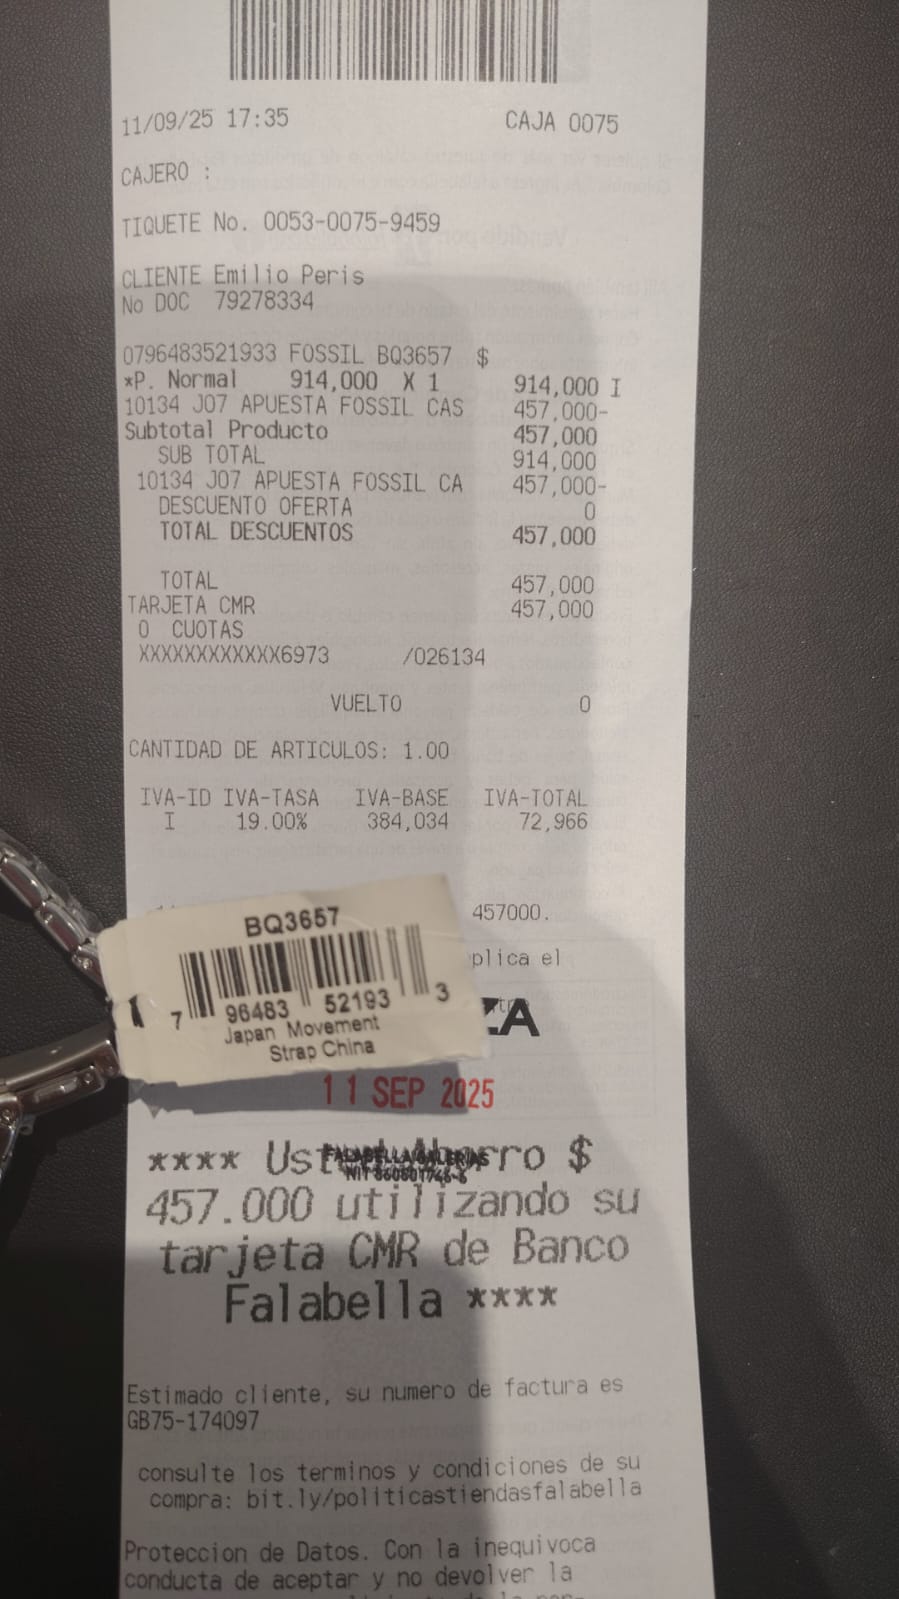 11/09/25 17:35 CAJA 0075
CAJERO :
TIQUETE No. 0053-0075-9459
CLIENTE Emilio Peris
No DOC 79278334
0796483521933 FOSSIL BQ3657 $
*P. Normal 914,000 X 1 914,000 I
10134 J07 APUESTA FOSSIL CAS 457,000-
Subtotal Producto 457,000
SUB TOTAL 914,000
10134 J07 APUESTA FOSSIL CA 457,000-
DESCUENTO OFERTA 0
TOTAL DESCUENTOS 457,000
TOTAL 457,000
TARJETA CMR 457,000
0 CUOTAS
XXXXXXXXXXXX6973 /026134
VUELTO 0
CANTIDAD DE ARTICULOS: 1.00
IVA-ID IVA-TASA IVA-BASE IVA-TOTAL
I 19.00% 384,034 72,966
457000.
plica el
ZA
BQ3657
7 96483 52193 3
Japan Movement
Strap China
11 SEP 2025
FALABELLA GALERIAS
**** Usted Ahorro $
457.000 utilizando su
tarjeta CMR de Banco
Falabella ****
Estimado cliente, su numero de factura es
GB75-174097
consulte los terminos y condiciones de su
compra: bit.ly/politicastiendasfalabella
Proteccion de Datos. Con la inequivoca
conducta de aceptar y no devolver la